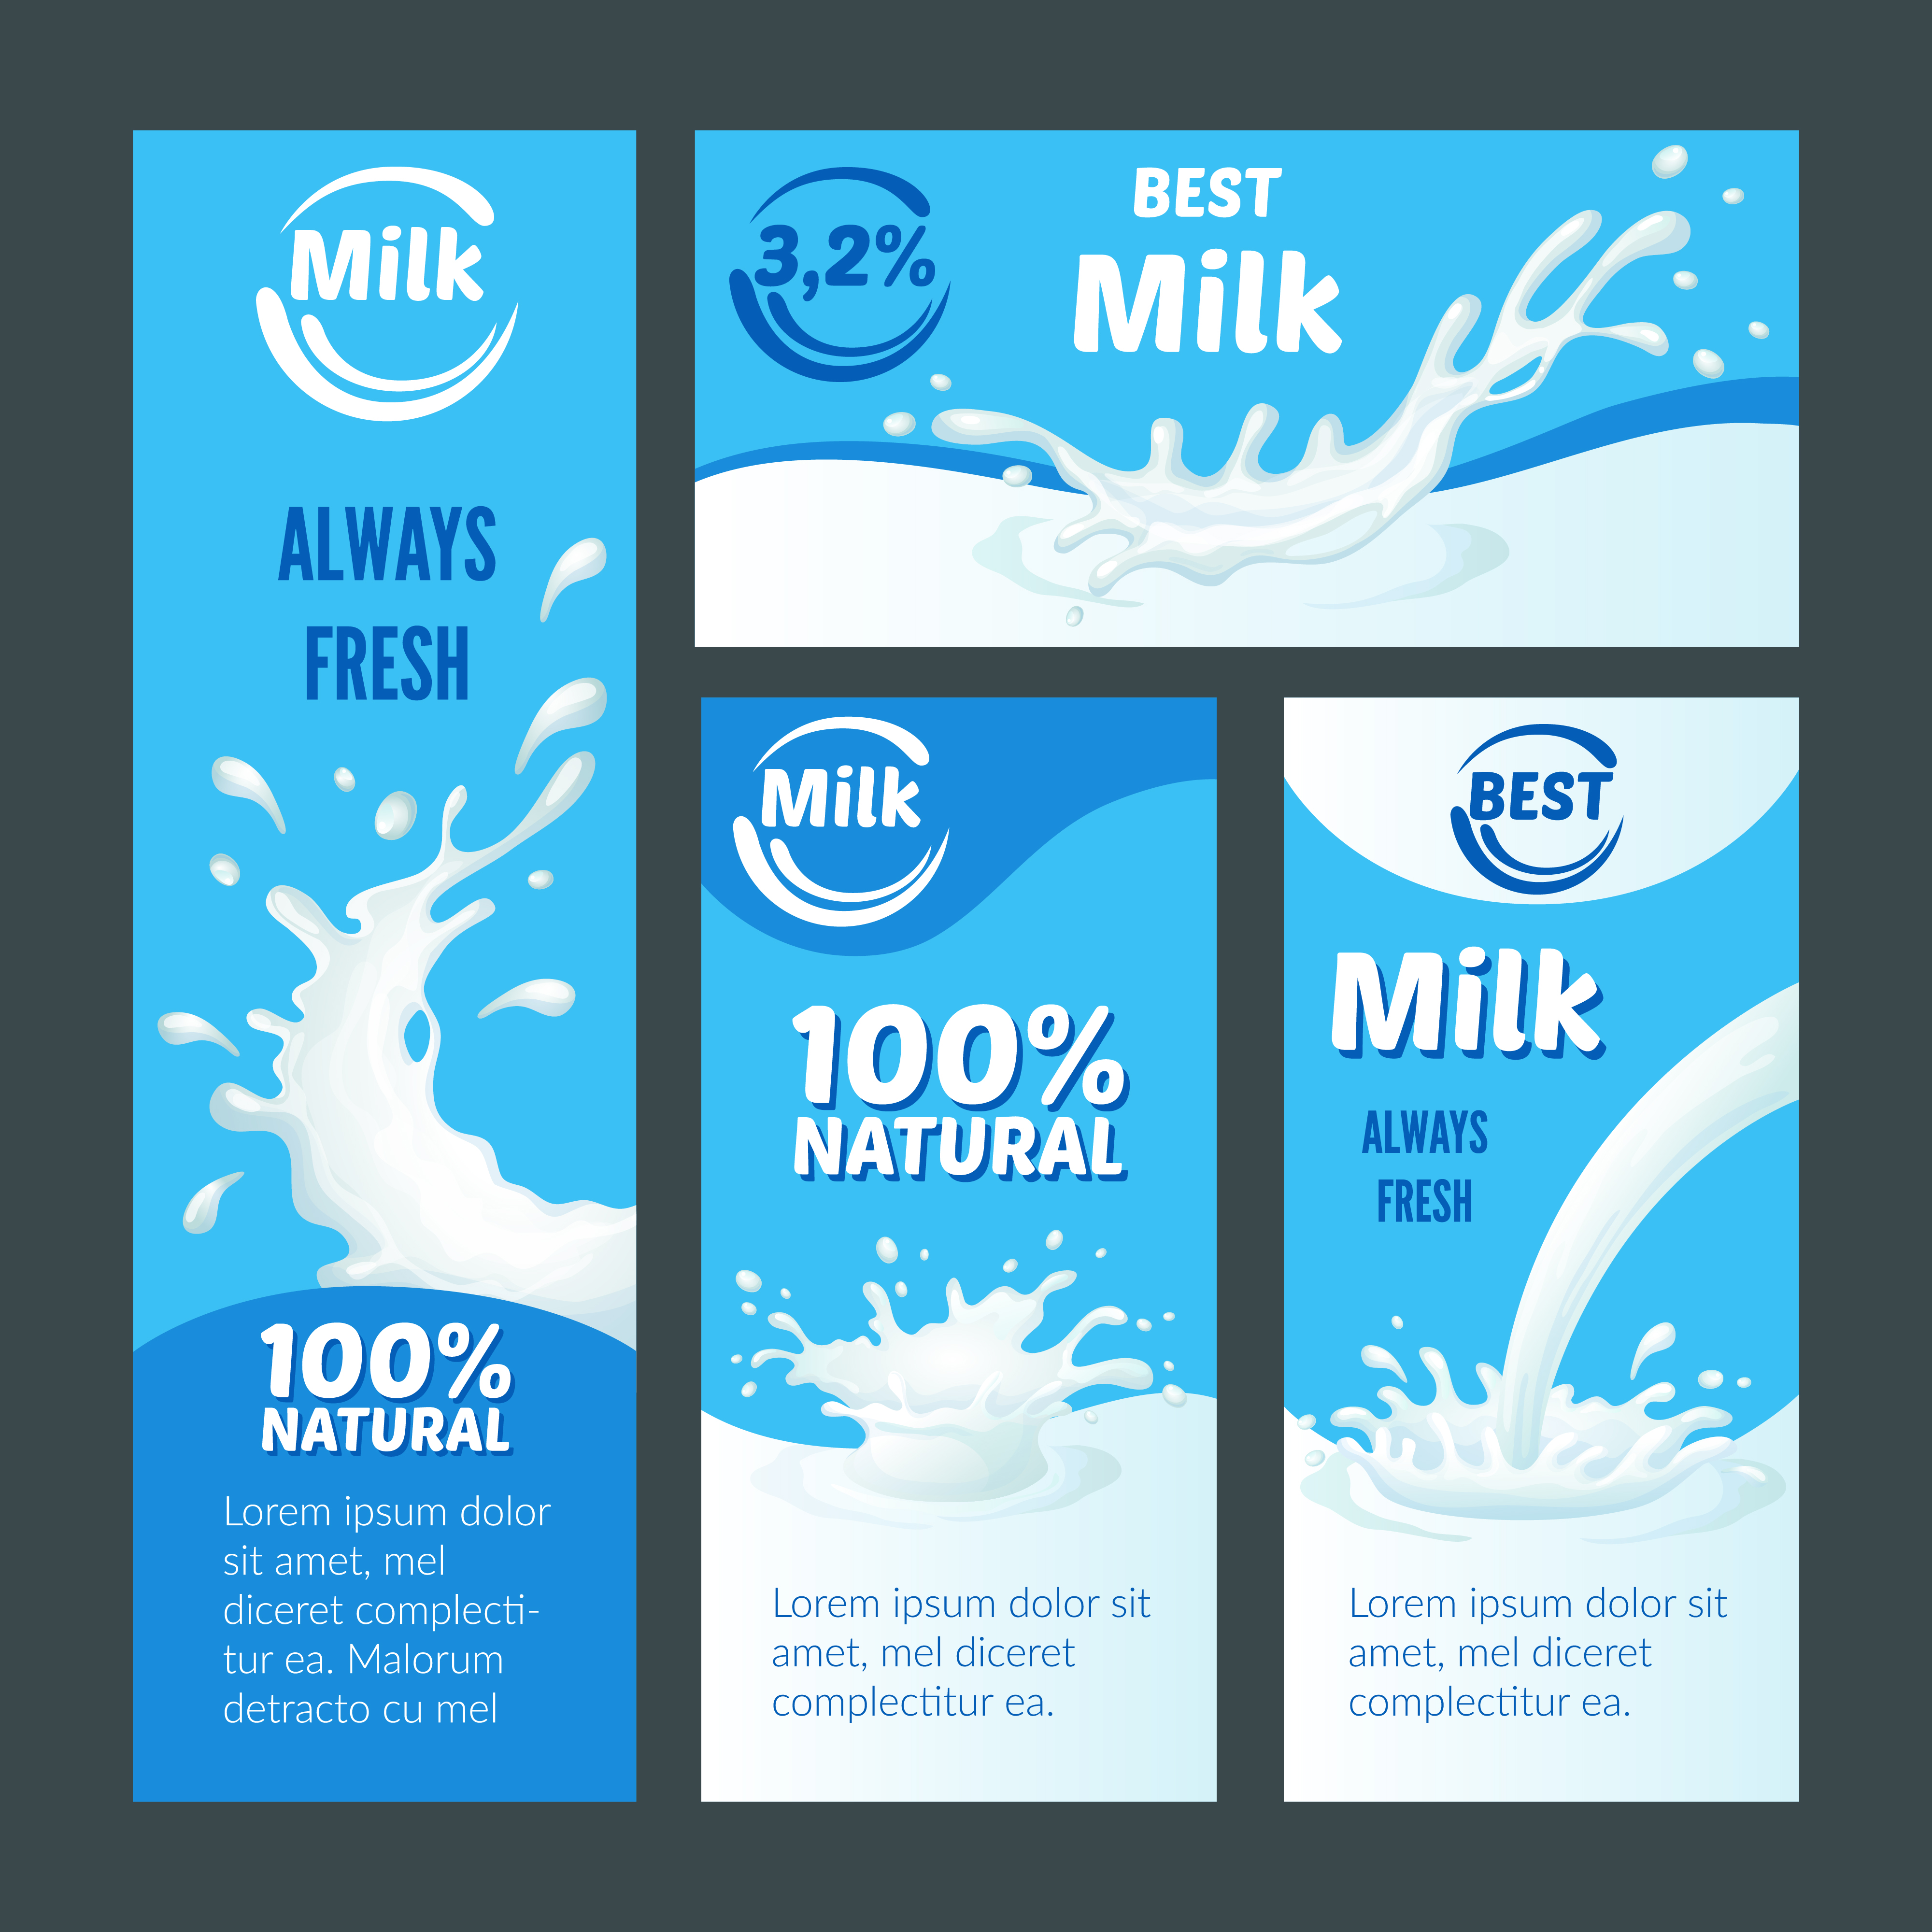 Milk
ALWAYS
FRESH
100%
NATURAL
Lorem ipsum dolor
sit amet, mel
diceret complecti-
tur ea. Malorum
detracto cu mel
3,2%
BEST
Milk
Milk
100%
NATURAL
Lorem ipsum dolor sit
amet, mel diceret
complectitur ea.
BEST
Milk
ALWAYS
FRESH
Lorem ipsum dolor sit
amet, mel diceret
complectitur ea.